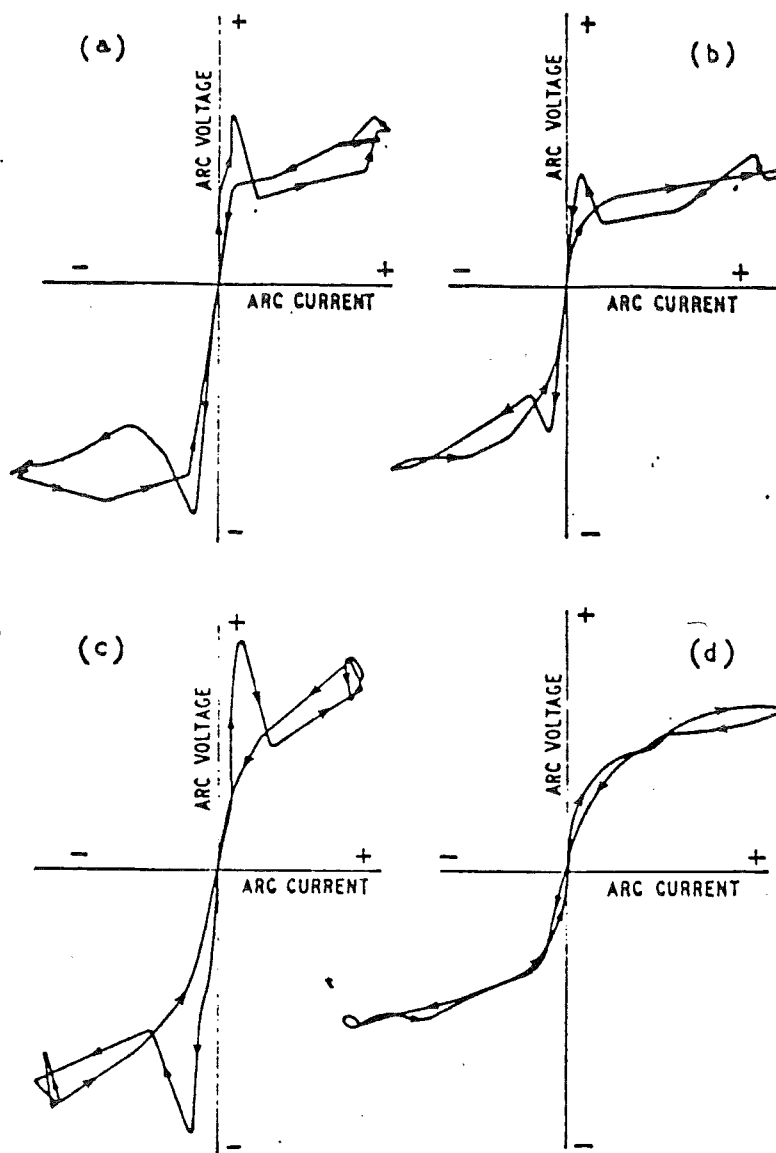 (a)
+
ARC VOLTAGE
-
+
ARC CURRENT
-
(b)
+
ARC VOLTAGE
-
+
ARC CURRENT
-
(c)
+
ARC VOLTAGE
-
+
ARC CURRENT
-
(d)
+
ARC VOLTAGE
-
+
ARC CURRENT
-